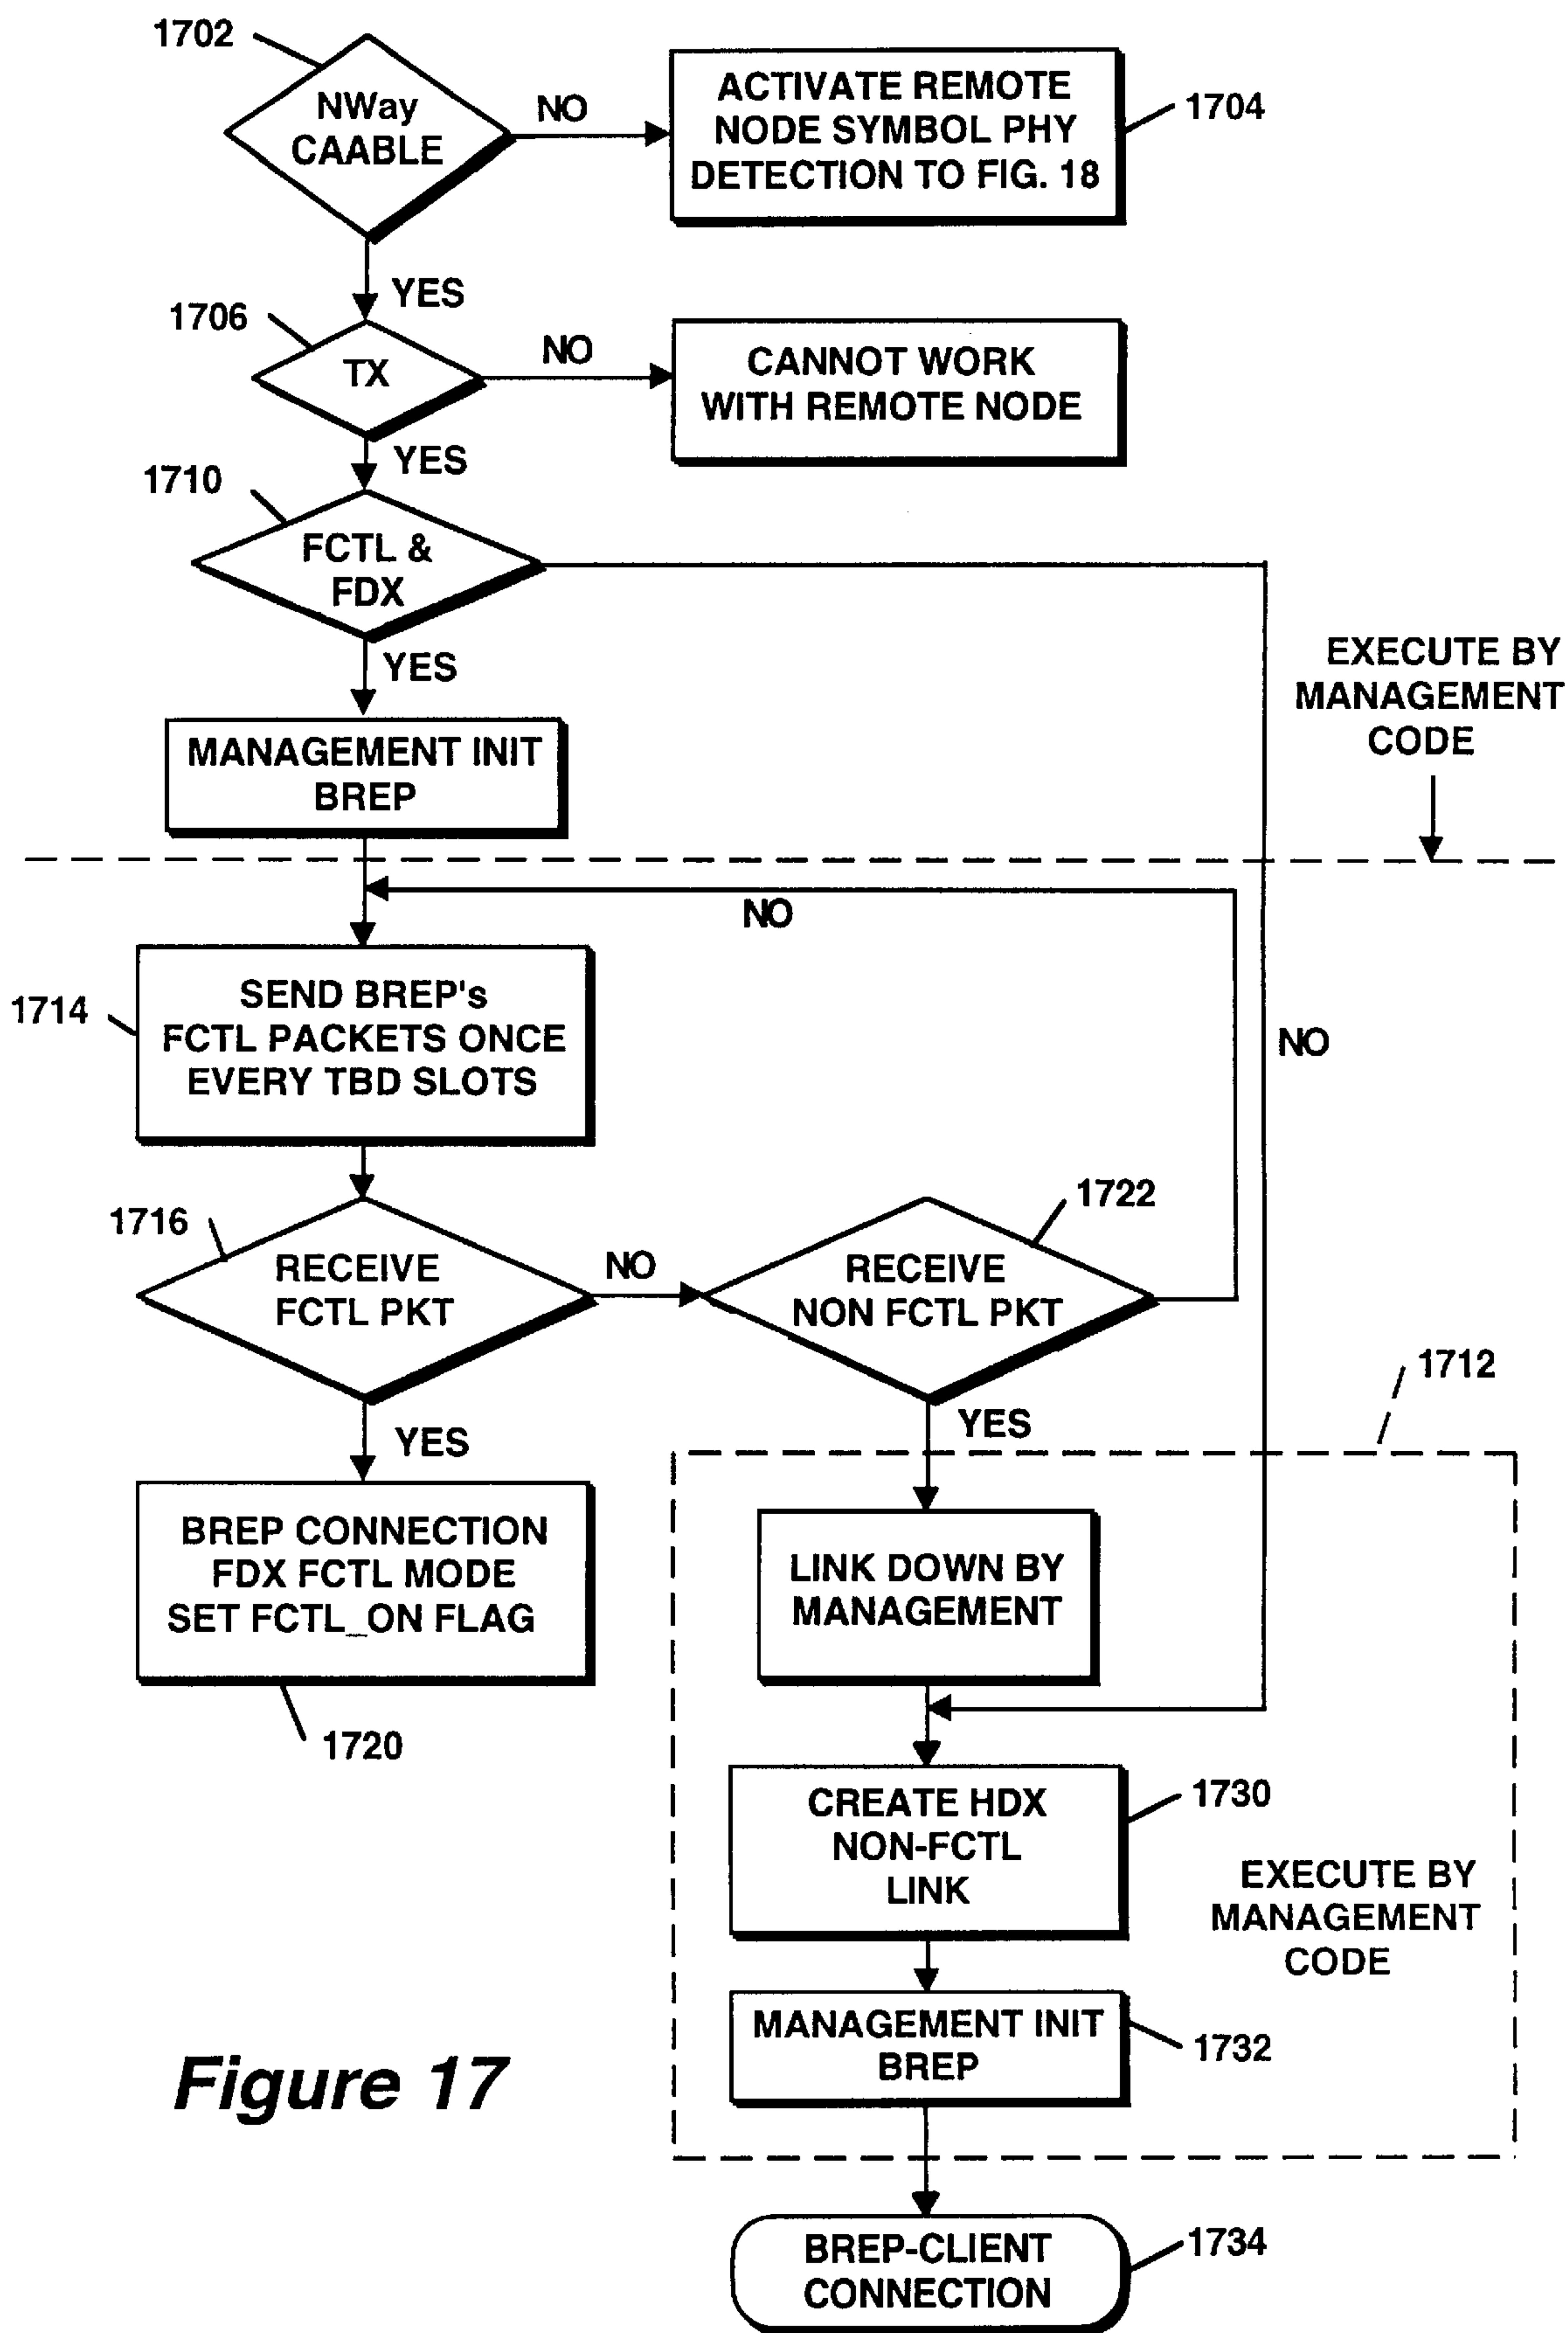 1702
NWay
CAABLE
NO
ACTIVATE REMOTE
NODE SYMBOL PHY
DETECTION TO FIG. 18
1704
YES
1706
TX
NO
CANNOT WORK
WITH REMOTE NODE
YES
1710
FCTL &
FDX
YES
EXECUTE BY
MANAGEMENT
CODE
MANAGEMENT INIT
BREP
NO
1714
SEND BREP's
FCTL PACKETS ONCE
EVERY TBD SLOTS
NO
1716
RECEIVE
FCTL PKT
NO
1722
RECEIVE
NON FCTL PKT
1712
YES
YES
BREP CONNECTION
FDX FCTL MODE
SET FCTL_ON FLAG
1720
LINK DOWN BY
MANAGEMENT
CREATE HDX
NON-FCTL
LINK
1730
EXECUTE BY
MANAGEMENT
CODE
MANAGEMENT INIT
BREP
1732
Figure 17
BREP-CLIENT
CONNECTION
1734